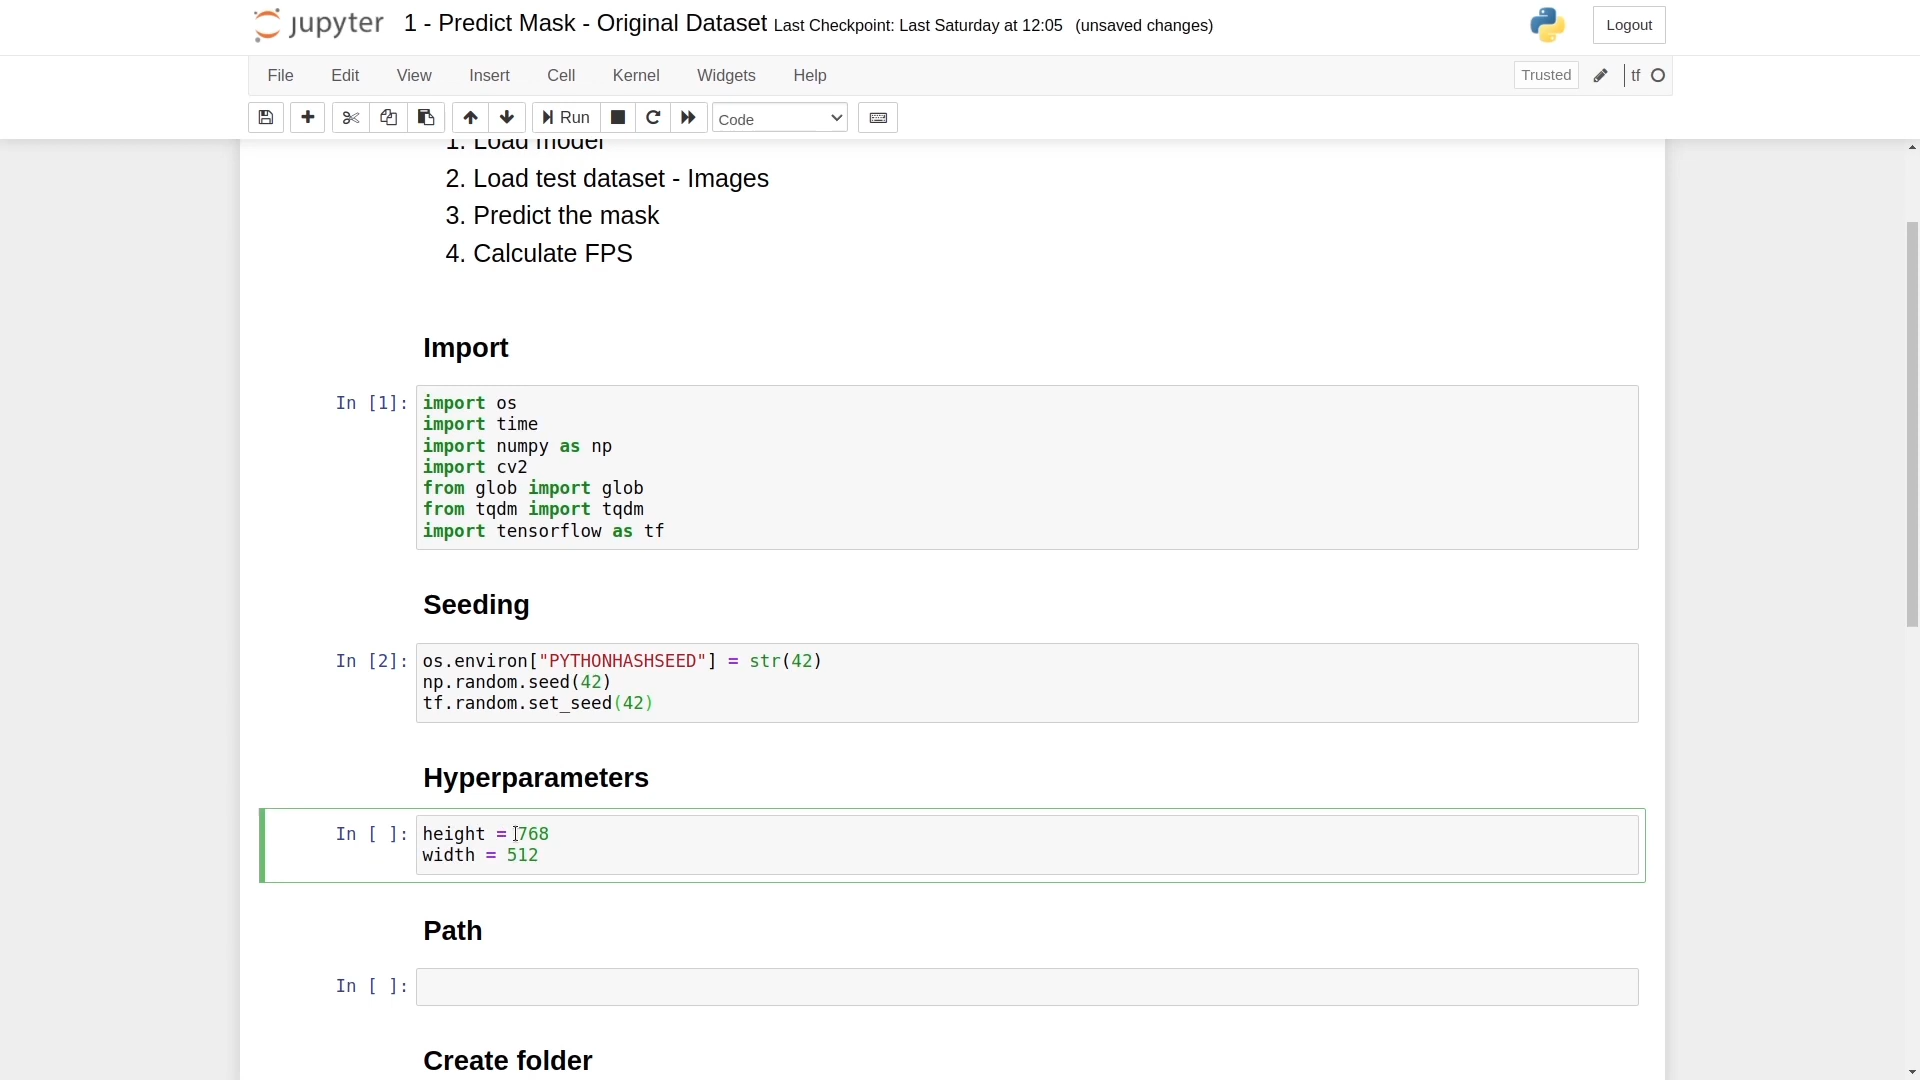 jupyter 1 - Predict Mask - Original Dataset Last Checkpoint: Last Saturday at 12:05 (unsaved changes) Logout
File Edit View Insert Cell Kernel Widgets Help Trusted tf
Run Code
1. Load model
2. Load test dataset - Images
3. Predict the mask
4. Calculate FPS
Import
In [1]: import os
import time
import numpy as np
import cv2
from glob import glob
from tqdm import tqdm
import tensorflow as tf
Seeding
In [2]: os.environ["PYTHONHASHSEED"] = str(42)
np.random.seed(42)
tf.random.set_seed(42)
Hyperparameters
In [ ]: height = 768
width = 512
Path
In [ ]:
Create folder